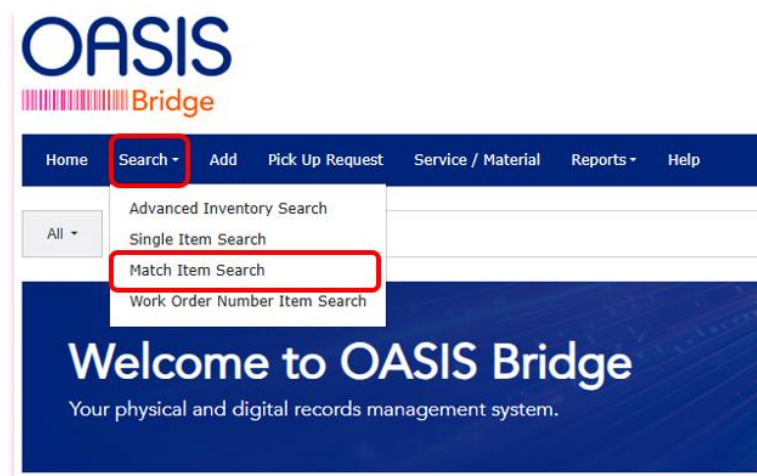 OASIS
Bridge
Home Search Add Pick Up Request Service / Material Reports Help
All
Advanced Inventory Search
Single Item Search
Match Item Search
Work Order Number Item Search
Welcome to OASIS Bridge
Your physical and digital records management system.